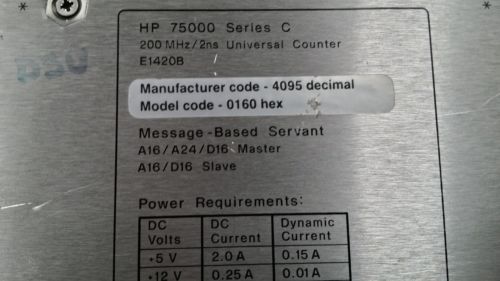 HP 75000 Series C
200 MHz/2ns Universal Counter
E1420B
Manufacturer code - 4095 decimal
Model code - 0160 hex
Message-Based Servant
A16/A24/D16 Master
A16/D16 Slave
Power Requirements:
DC Volts DC Current Dynamic Current
+5 V 2.0 A 0.15 A
+12 V 0.25 A 0.01 A